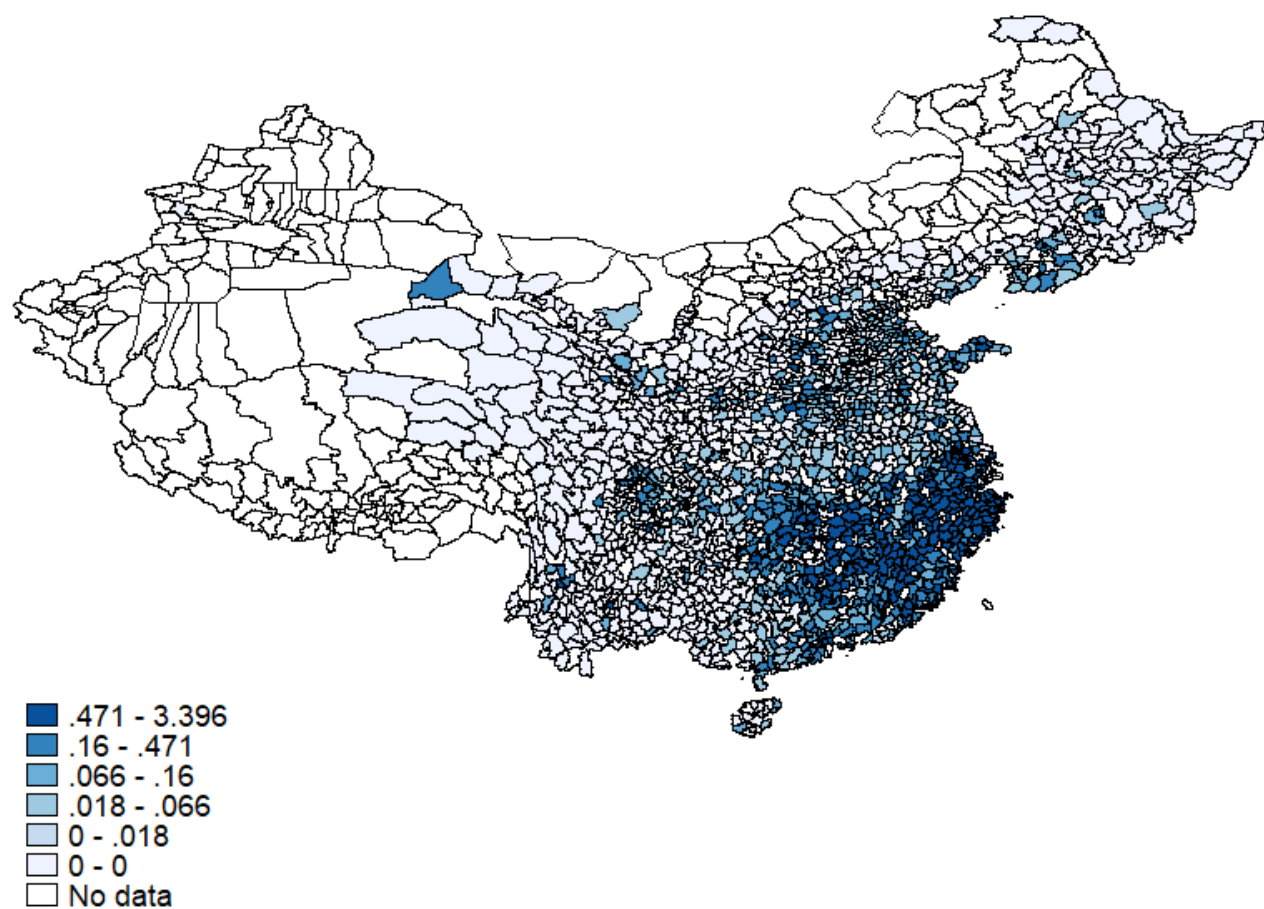 .471 - 3.396
.16 - .471
.066 - .16
.018 - .066
0 - .018
0 - 0
No data